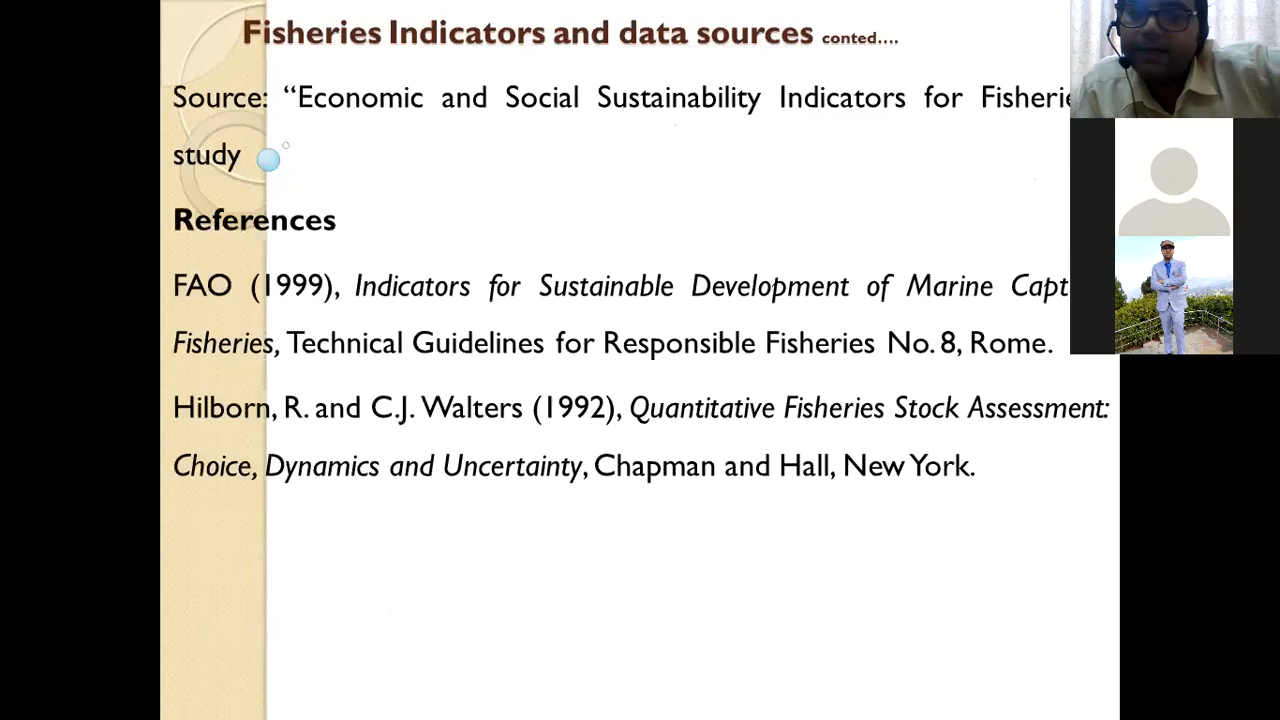 Fisheries Indicators and data sources conted....
Source: “Economic and Social Sustainability Indicators for
study
References
FAO (1999), Indicators for Sustainable Development of Marine
Fisheries, Technical Guidelines for Responsible Fisheries No. 8, Rome.
Hilborn, R. and C.J. Walters (1992), Quantitative Fisheries Stock Assessment:
Choice, Dynamics and Uncertainty, Chapman and Hall, New York.